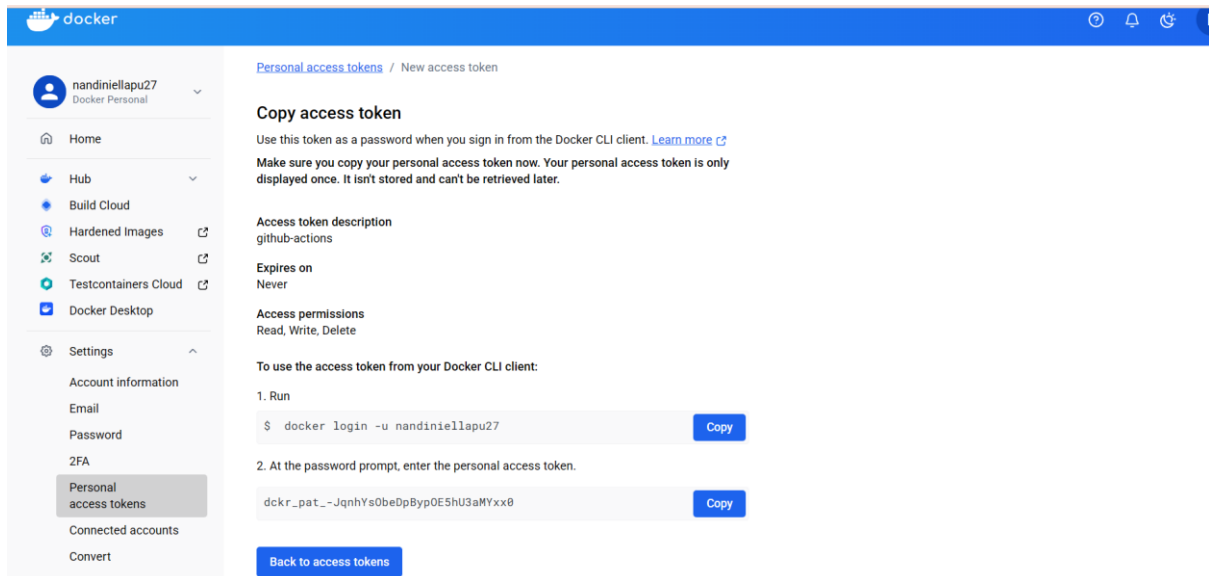 docker
nandiniellapu27
Docker Personal
Home
Hub
Build Cloud
Hardened Images
Scout
Testcontainers Cloud
Docker Desktop
Settings
Account information
Email
Password
2FA
Personal
access tokens
Connected accounts
Convert
Personal access tokens / New access token
Copy access token
Use this token as a password when you sign in from the Docker CLI client. Learn more
Make sure you copy your personal access token now. Your personal access token is only
displayed once. It isn't stored and can't be retrieved later.
Access token description
github-actions
Expires on
Never
Access permissions
Read, Write, Delete
To use the access token from your Docker CLI client:
1. Run
$ docker login -u nandiniellapu27
Copy
2. At the password prompt, enter the personal access token.
[access token omitted: live credential]
Copy
Back to access tokens